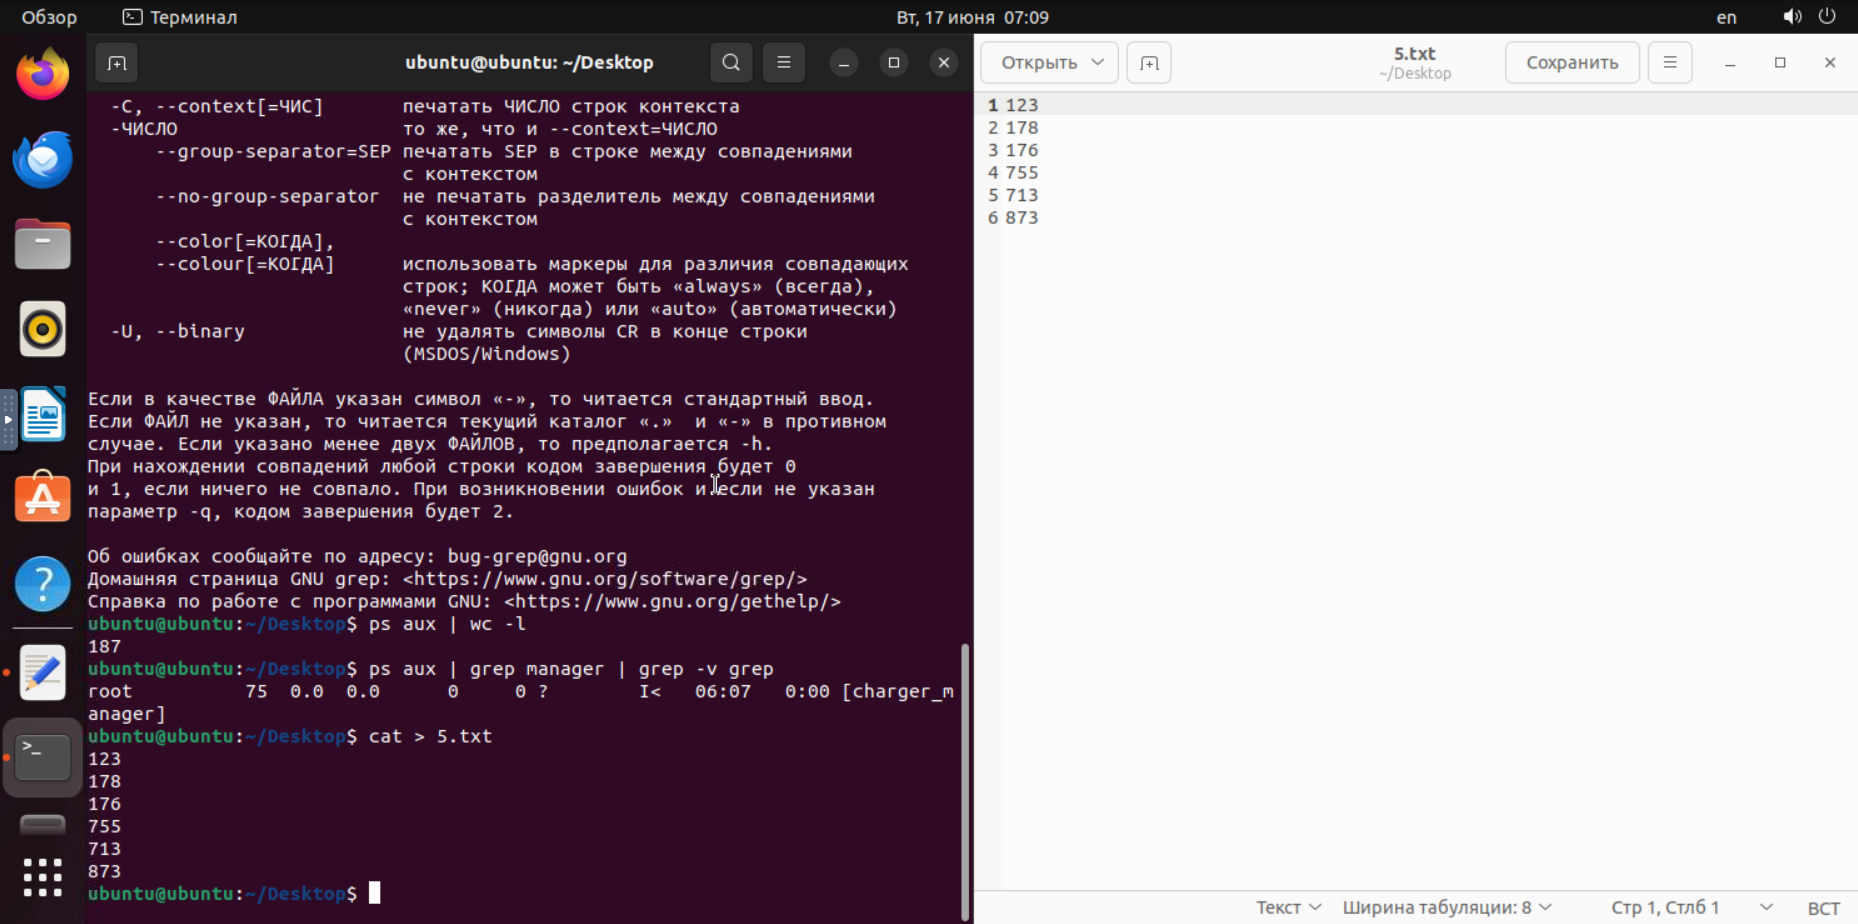 Обзор
Терминал
Вт, 17 июня 07:09
en
ubuntu@ubuntu: ~/Desktop
-C, --context[=ЧИС] печатать ЧИСЛО строк контекста
-ЧИСЛО то же, что и --context=ЧИСЛО
--group-separator=SEP печатать SEP в строке между совпадениями
с контекстом
--no-group-separator не печатать разделитель между совпадениями
с контекстом
--color[=КОГДА],
--colour[=КОГДА] использовать маркеры для различия совпадающих
строк; КОГДА может быть «always» (всегда),
«never» (никогда) или «auto» (автоматически)
-U, --binary не удалять символы CR в конце строки
(MSDOS/Windows)
Если в качестве ФАЙЛА указан символ «-», то читается стандартный ввод.
Если ФАЙЛ не указан, то читается текущий каталог «.» и «-» в противном
случае. Если указано менее двух ФАЙЛОВ, то предполагается -h.
При нахождении совпадений любой строки кодом завершения будет 0
и 1, если ничего не совпало. При возникновении ошибок и если не указан
параметр -q, кодом завершения будет 2.
Об ошибках сообщайте по адресу: bug-grep@gnu.org
Домашняя страница GNU grep: <https://www.gnu.org/software/grep/>
Справка по работе с программами GNU: <https://www.gnu.org/gethelp/>
ubuntu@ubuntu:~/Desktop$ ps aux | wc -l
187
ubuntu@ubuntu:~/Desktop$ ps aux | grep manager | grep -v grep
root 75 0.0 0.0 0 0 ? I< 06:07 0:00 [charger_m
anager]
ubuntu@ubuntu:~/Desktop$ cat > 5.txt
123
178
176
755
713
873
ubuntu@ubuntu:~/Desktop$
Открыть
5.txt
~/Desktop
Сохранить
1 123
2 178
3 176
4 755
5 713
6 873
Текст
Ширина табуляции: 8
Стр 1, Стлб 1
ВСТ